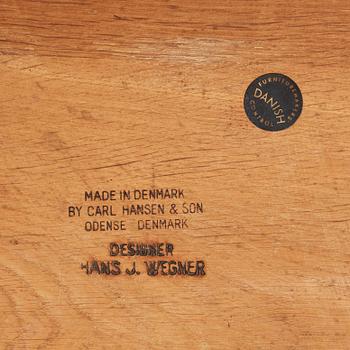 FURNITUREMAKERS
DANISH
CONTROL
MADE IN DENMARK
BY CARL HANSEN & SON
ODENSE DENMARK
DESIGNER
HANS J. WEGNER